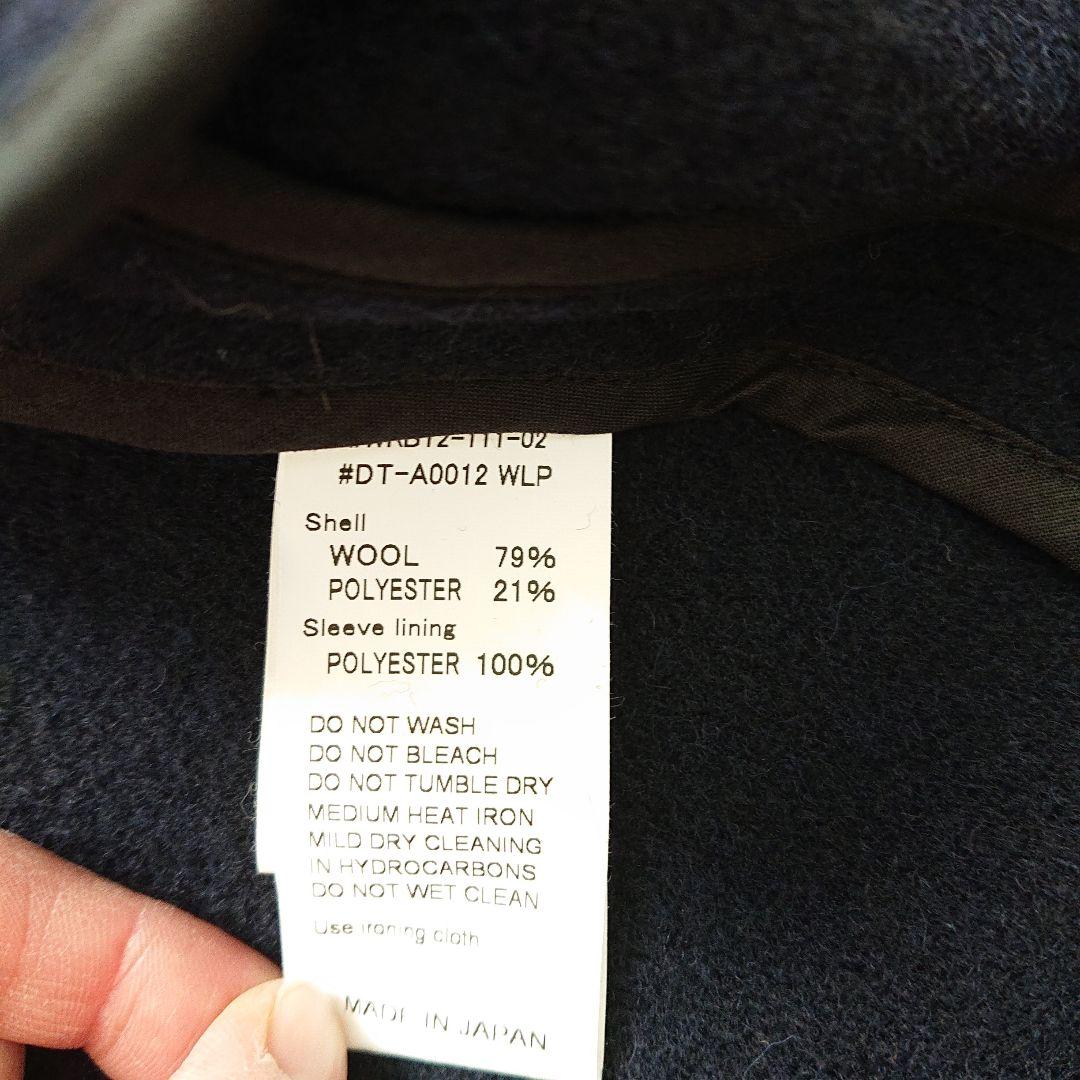 #DT-A0012 WLP
Shell
WOOL 79%
POLYESTER 21%
Sleeve lining
POLYESTER 100%
DO NOT WASH
DO NOT BLEACH
DO NOT TUMBLE DRY
MEDIUM HEAT IRON
MILD DRY CLEANING
IN HYDROCARBONS
DO NOT WET CLEAN
Use ironing cloth
MADE IN JAPAN